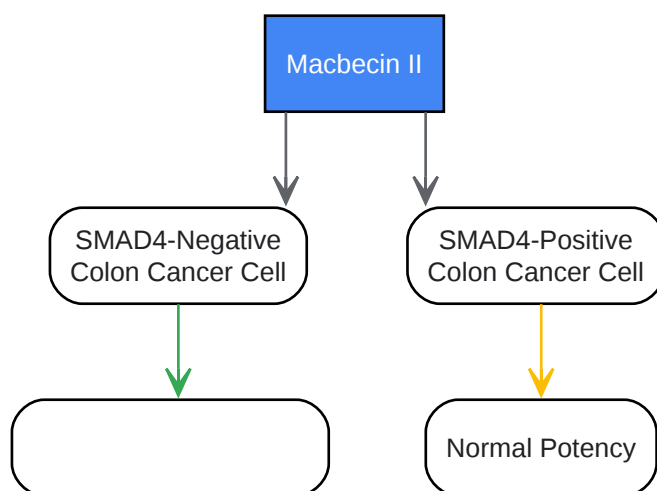 Macbecin II
SMAD4-Negative
Colon Cancer Cell
SMAD4-Positive
Colon Cancer Cell
Normal Potency